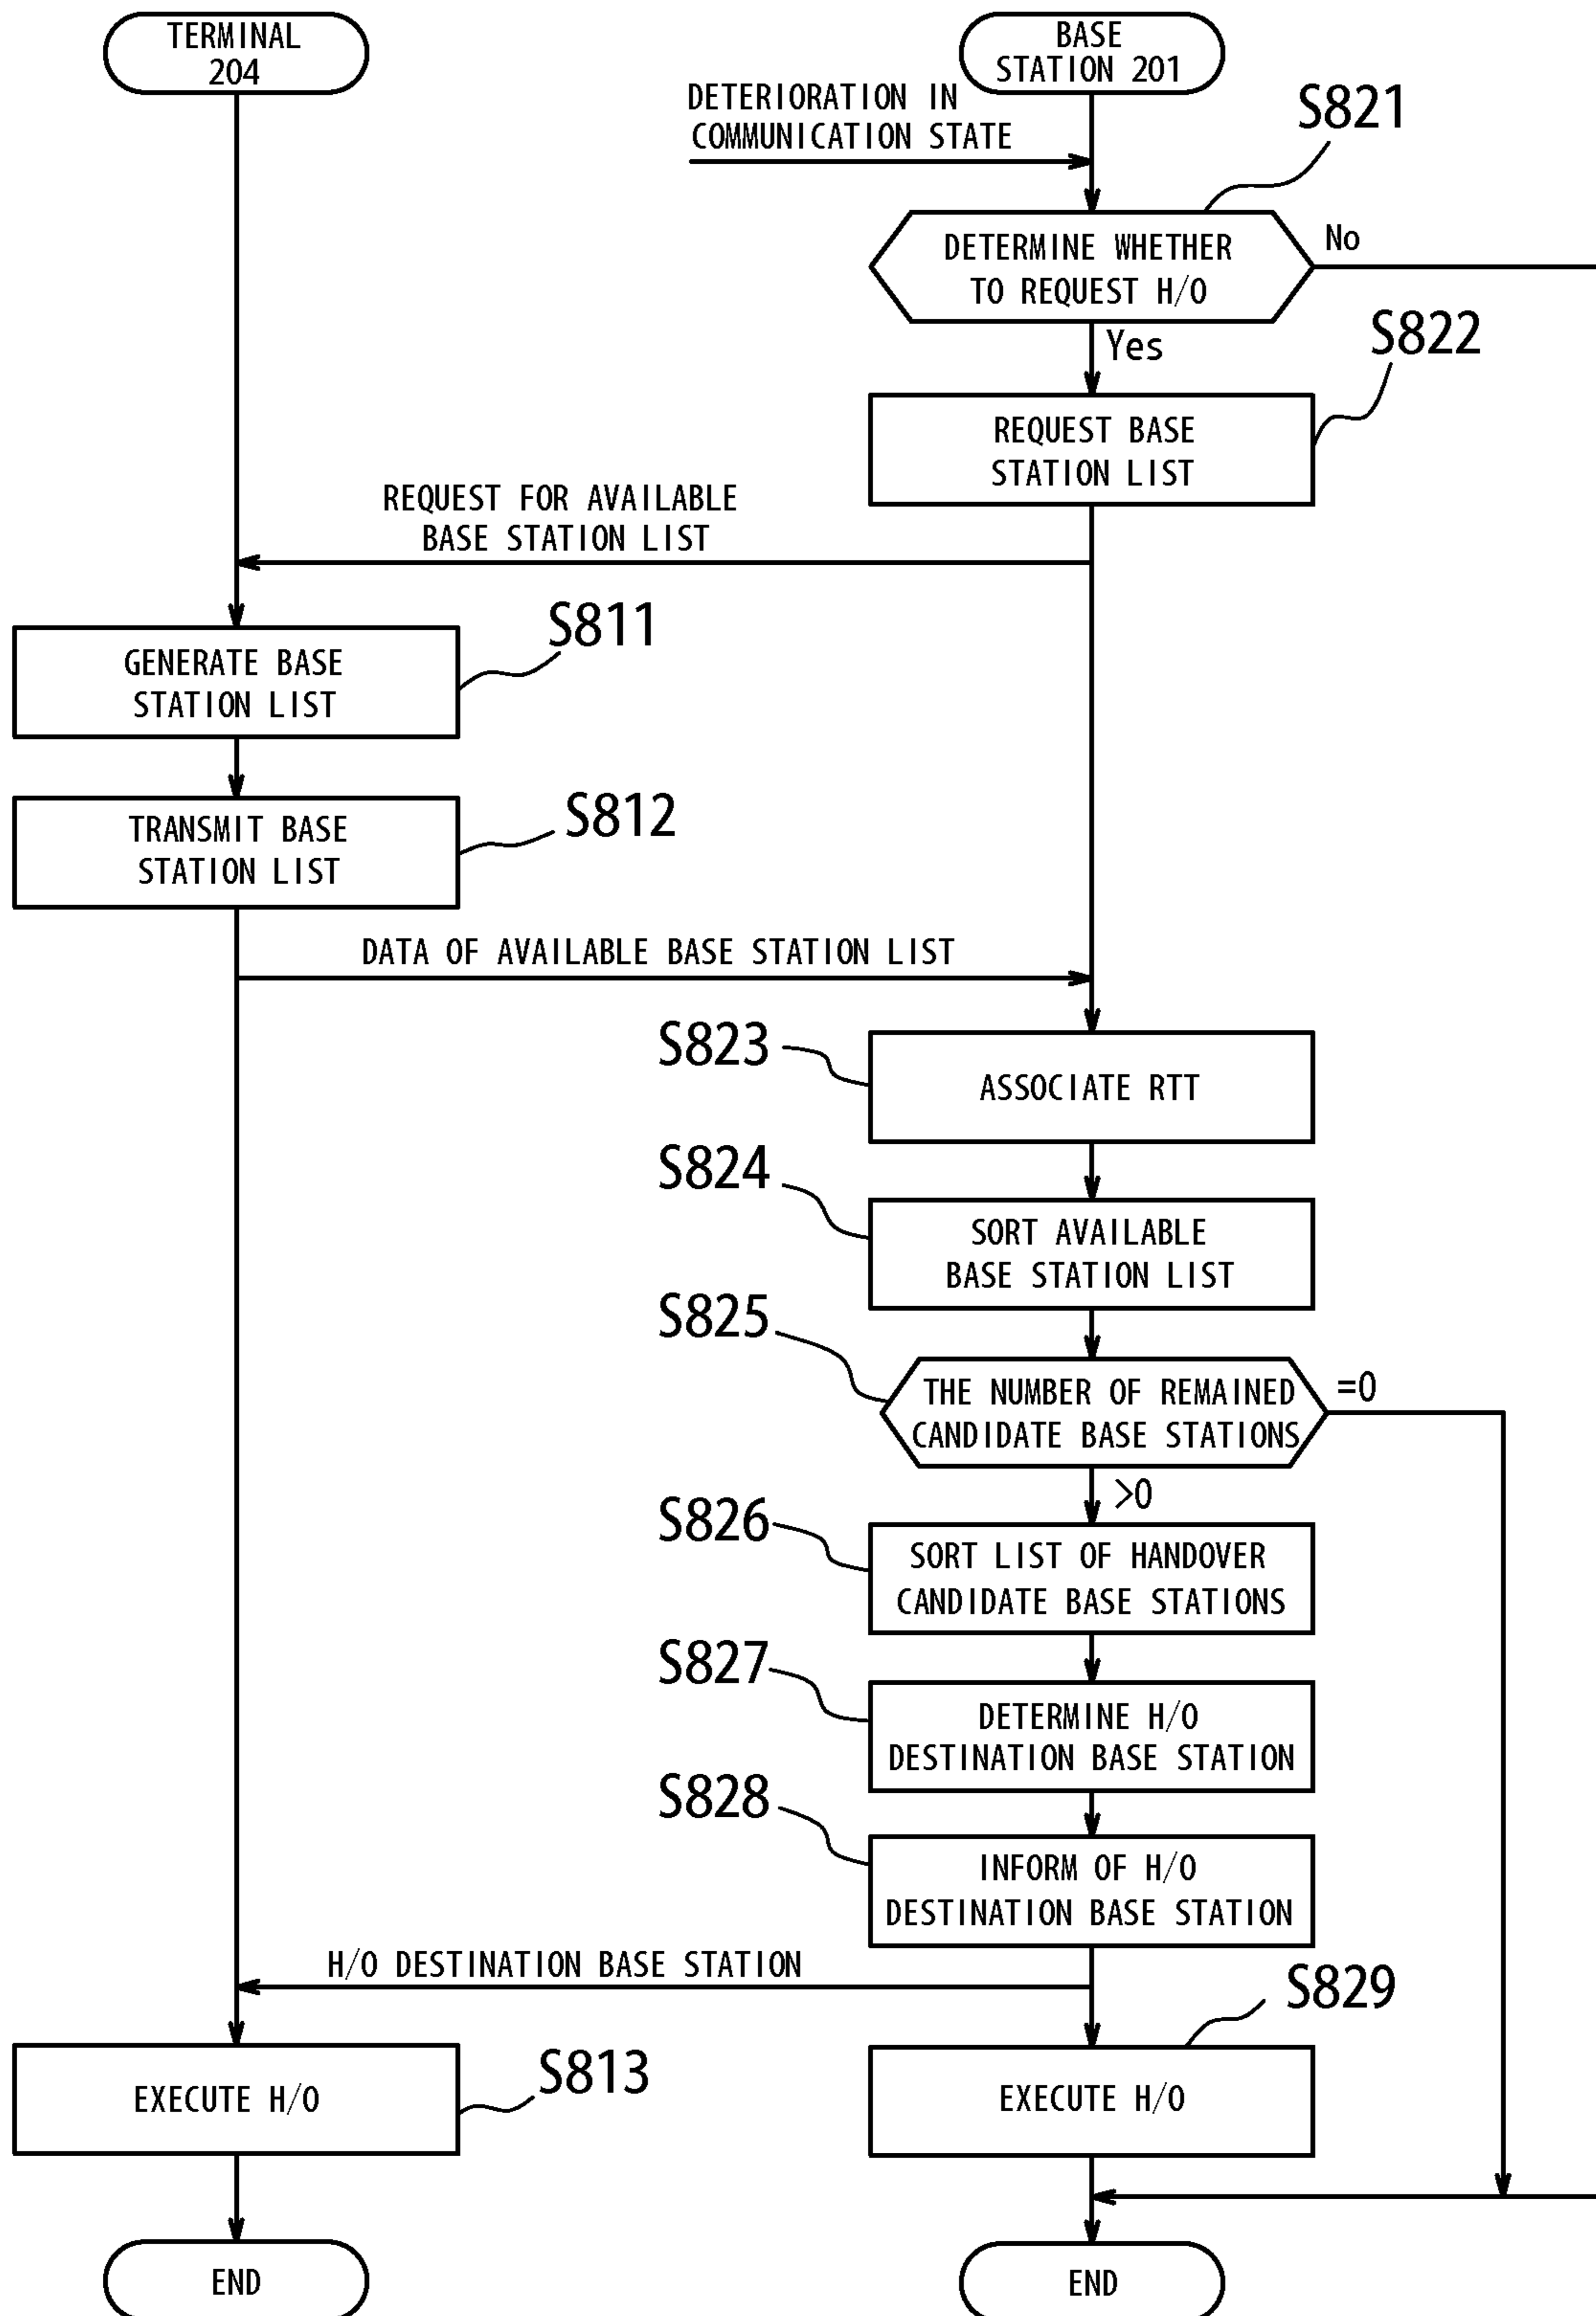 TERMINAL
204
BASE
STATION 201
DETERIORATION IN
COMMUNICATION STATE
S821
DETERMINE WHETHER
TO REQUEST H/O
No
Yes
S822
REQUEST BASE
STATION LIST
REQUEST FOR AVAILABLE
BASE STATION LIST
S811
GENERATE BASE
STATION LIST
S812
TRANSMIT BASE
STATION LIST
DATA OF AVAILABLE BASE STATION LIST
S823
ASSOCIATE RTT
S824
SORT AVAILABLE
BASE STATION LIST
S825
THE NUMBER OF REMAINED
CANDIDATE BASE STATIONS
=0
>0
S826
SORT LIST OF HANDOVER
CANDIDATE BASE STATIONS
S827
DETERMINE H/O
DESTINATION BASE STATION
S828
INFORM OF H/O
DESTINATION BASE STATION
H/O DESTINATION BASE STATION
S829
S813
EXECUTE H/O
EXECUTE H/O
END
END